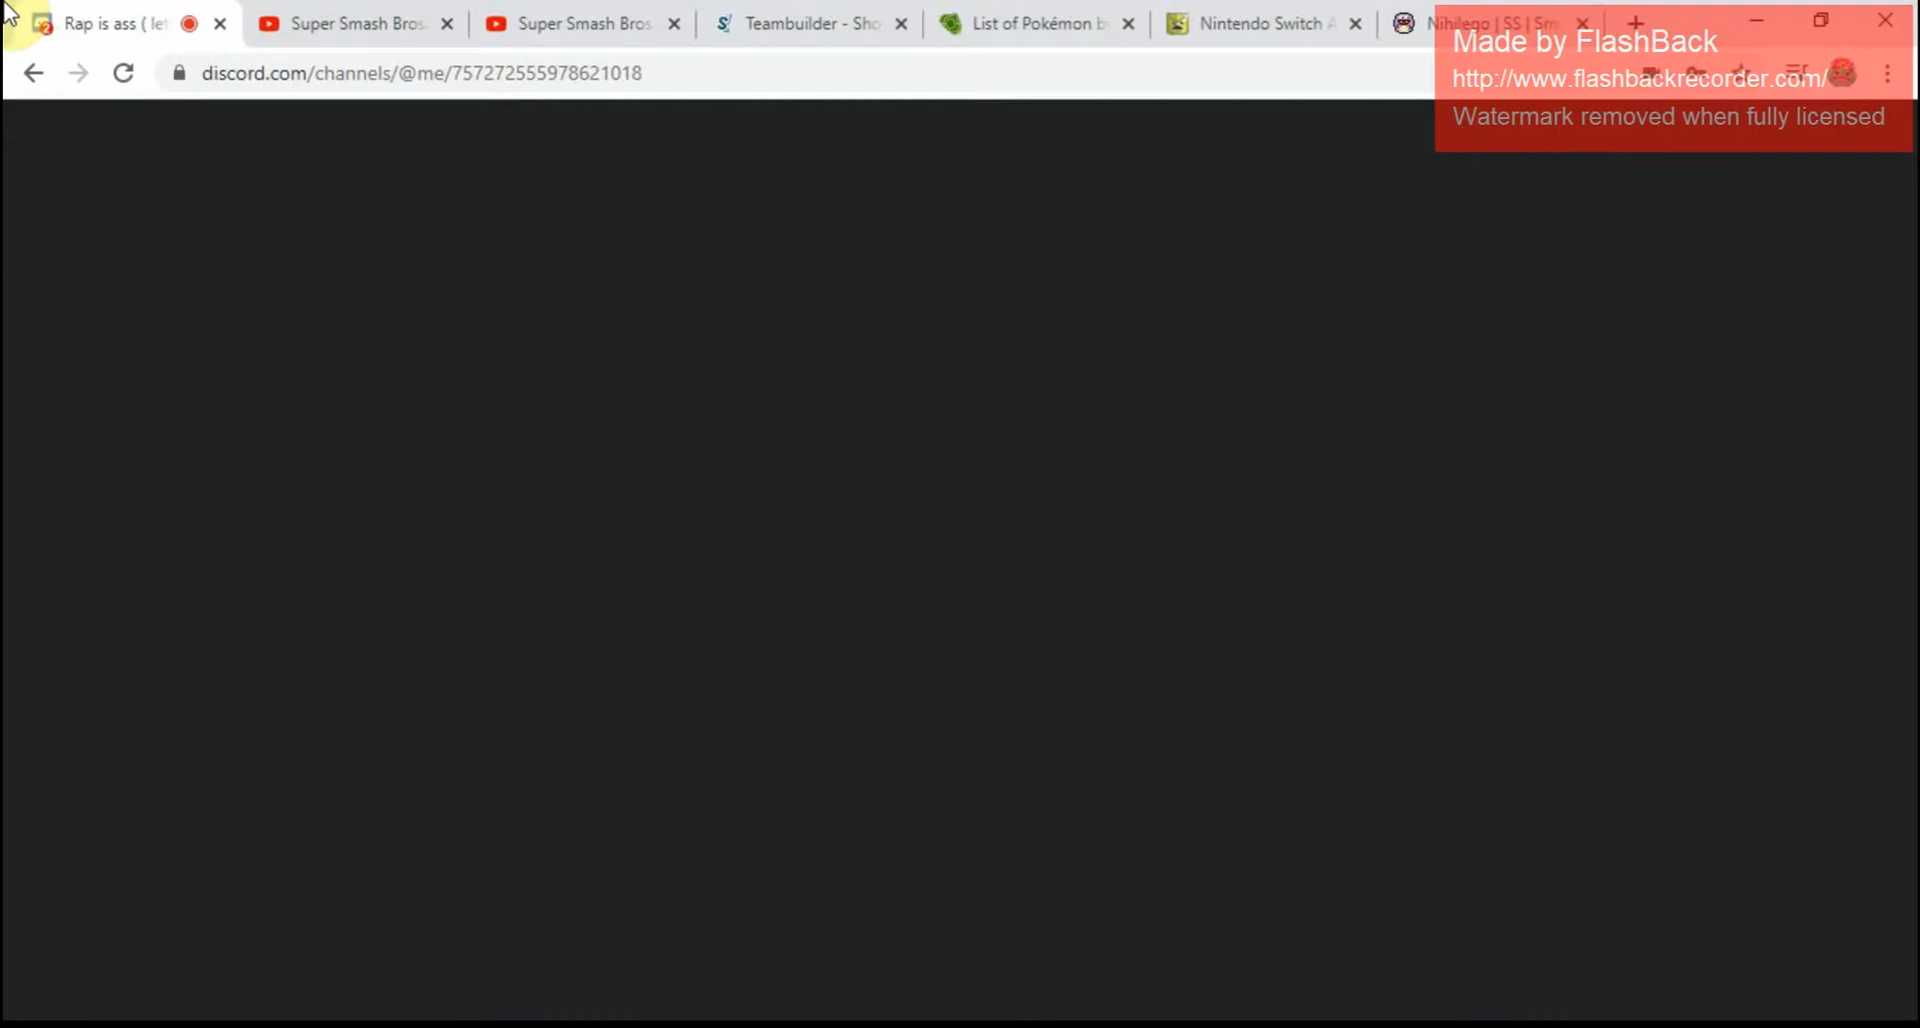 Rap is ass ( let
Super Smash Bros.
Super Smash Bros
Teambuilder - Sho
List of Pokémon b
Nintendo Switch A
Nihilego | SS | Sm
discord.com/channels/@me/757272555978621018
Made by FlashBack
http://www.flashbackrecorder.com/
Watermark removed when fully licensed